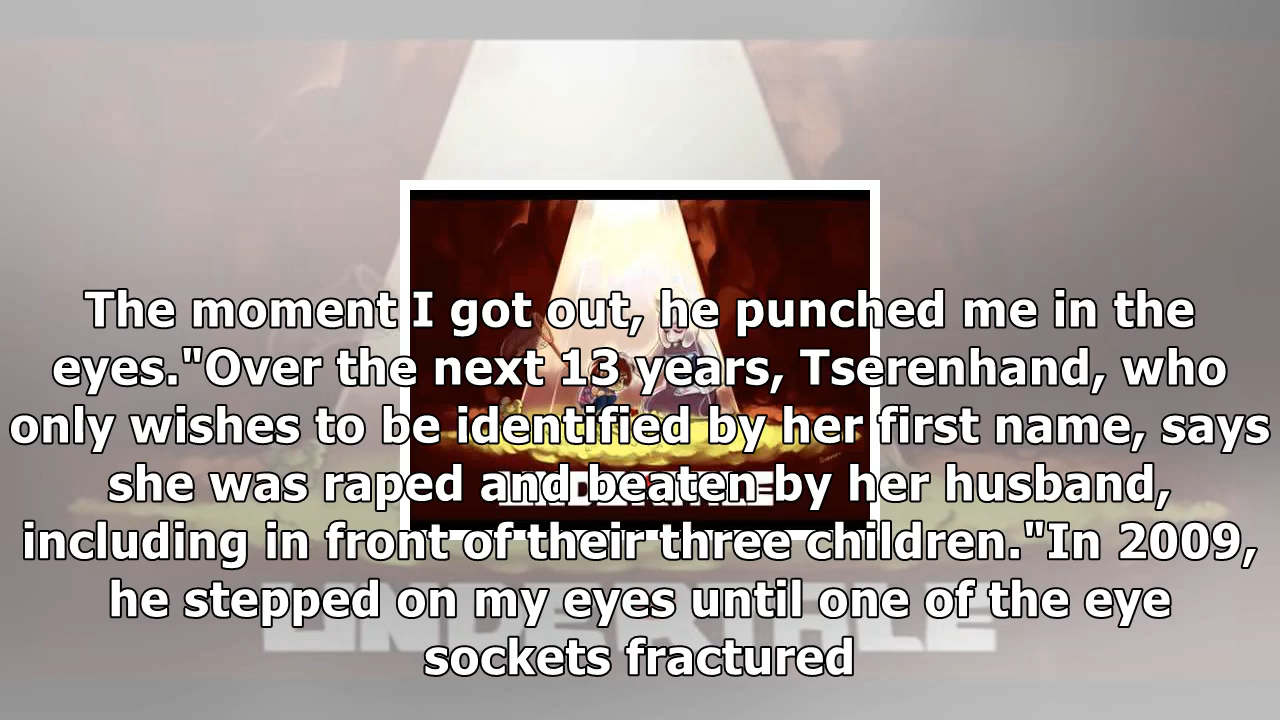 The moment I got out, he punched me in the
eyes."Over the next 13 years, Tserenhand, who
only wishes to be identified by her first name, says
she was raped and beaten by her husband,
including in front of their three children."In 2009,
he stepped on my eyes until one of the eye
sockets fractured
UNDERTALE
UNDERTALE